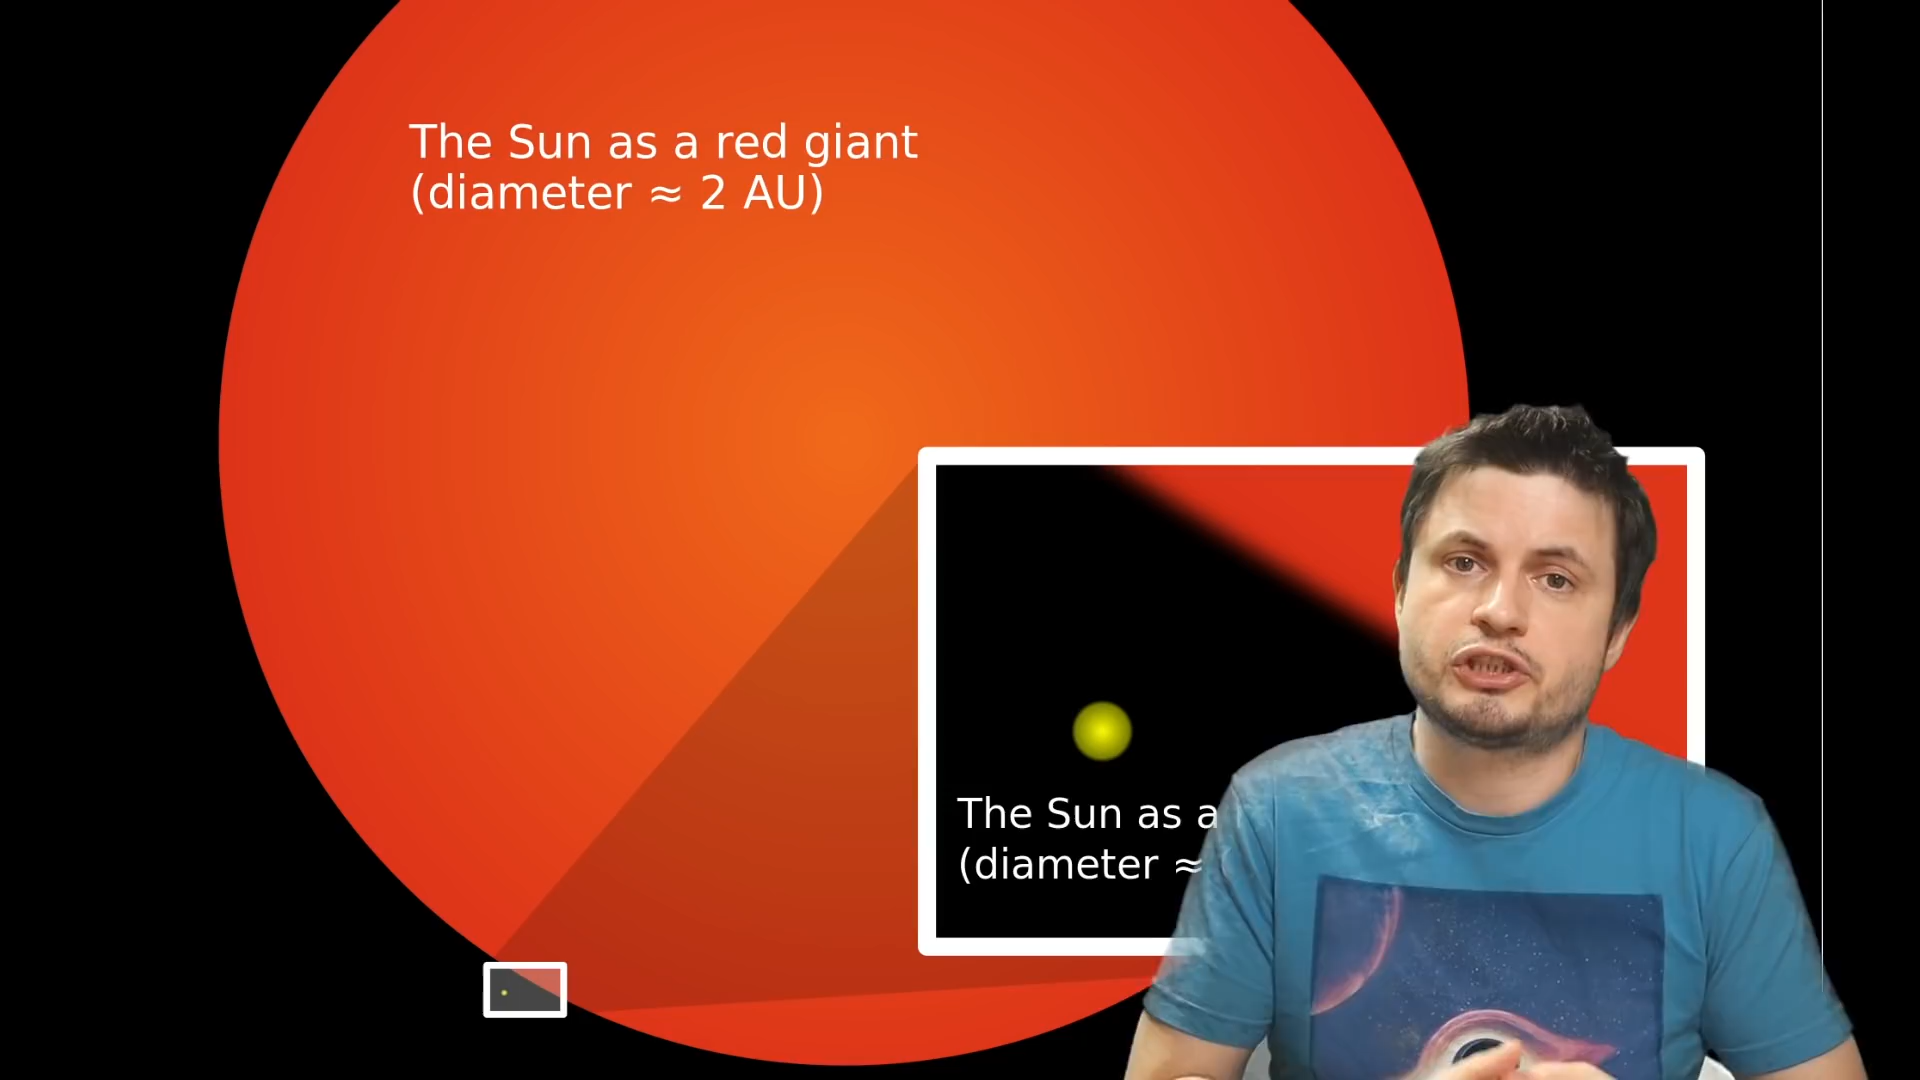 The Sun as a red giant
(diameter ≈ 2 AU)
The Sun as a
(diameter ≈